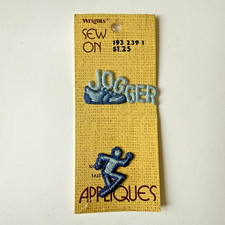 Wrights®
SEW
ON
193 239 1
$1.25
JOGGER
APPLIQUES